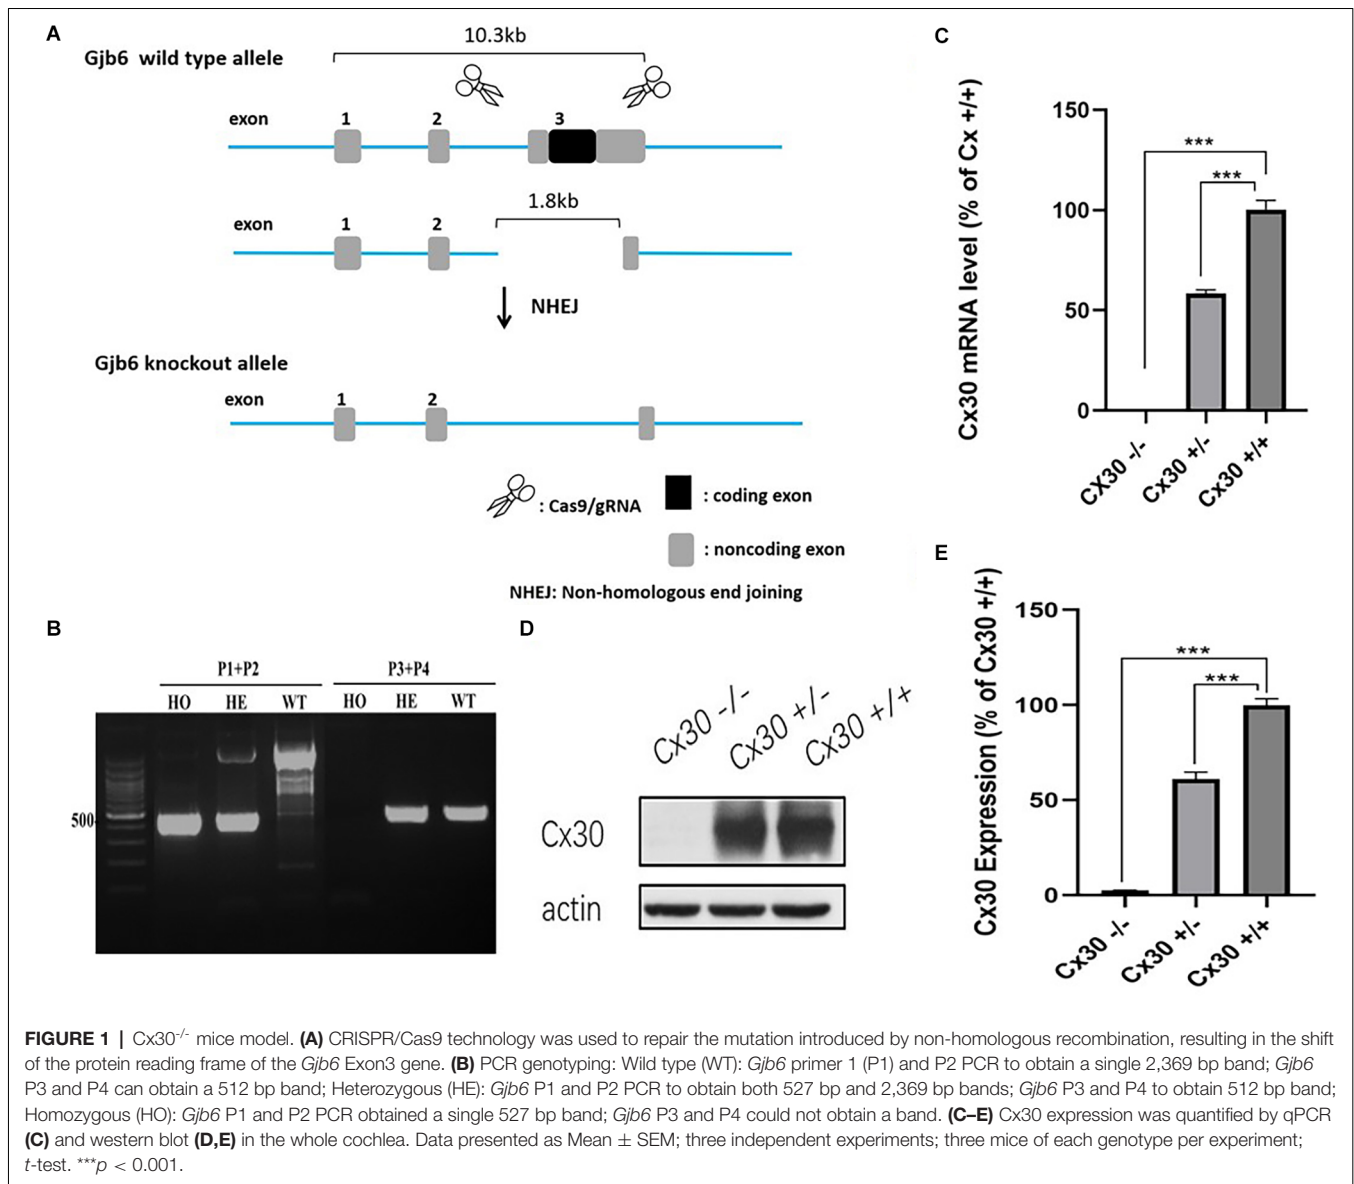 A
Gjb6 wild type allele
10.3kb
exon
1
2
3
1.8kb
exon
1
2
NHEJ
Gjb6 knockout allele
exon
1
2
: Cas9/gRNA
: coding exon
: noncoding exon
NHEJ: Non-homologous end joining
B
P1+P2
P3+P4
HO
HE
WT
HO
HE
WT
500-
C
Cx30 mRNA level (% of Cx +/+)
150
100
50
0
***
***
CX30 -/-
Cx30 +/-
Cx30 +/+
D
Cx30 -/-
Cx30 +/-
Cx30 +/+
Cx30
actin
E
Cx30 Expression (% of Cx30 +/+)
150
100
50
0
***
***
Cx30 -/-
Cx30 +/-
Cx30 +/+
FIGURE 1 | Cx30-/- mice model. (A) CRISPR/Cas9 technology was used to repair the mutation introduced by non-homologous recombination, resulting in the shift
of the protein reading frame of the Gjb6 Exon3 gene. (B) PCR genotyping: Wild type (WT): Gjb6 primer 1 (P1) and P2 PCR to obtain a single 2,369 bp band; Gjb6
P3 and P4 can obtain a 512 bp band; Heterozygous (HE): Gjb6 P1 and P2 PCR to obtain both 527 bp and 2,369 bp bands; Gjb6 P3 and P4 to obtain 512 bp band;
Homozygous (HO): Gjb6 P1 and P2 PCR obtained a single 527 bp band; Gjb6 P3 and P4 could not obtain a band. (C–E) Cx30 expression was quantified by qPCR
(C) and western blot (D,E) in the whole cochlea. Data presented as Mean ± SEM; three independent experiments; three mice of each genotype per experiment;
t-test. ***p < 0.001.